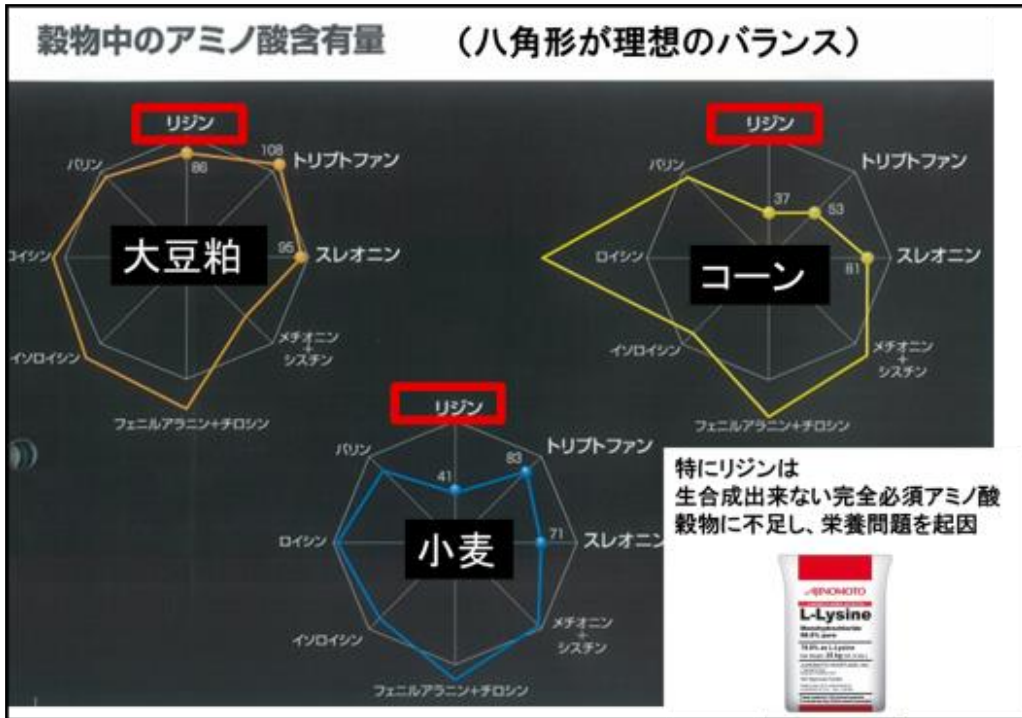 穀物中のアミノ酸含有量 (八角形が理想のバランス)
リジン
トリプトファン
スレオニン
メチオニン
+
シスチン
フェニルアラニン+チロシン
イソロイシン
ロイシン
バリン
86
108
95
大豆粕
リジン
トリプトファン
スレオニン
メチオニン
+
シスチン
フェニルアラニン+チロシン
イソロイシン
ロイシン
バリン
37
53
81
コーン
リジン
トリプトファン
スレオニン
メチオニン
+
シスチン
フェニルアラニン+チロシン
イソロイシン
ロイシン
バリン
41
83
71
小麦
特にリジンは
生合成出来ない完全必須アミノ酸
穀物に不足し、栄養問題を起因
AJINOMOTO
L-Lysine
Monohydrochloride